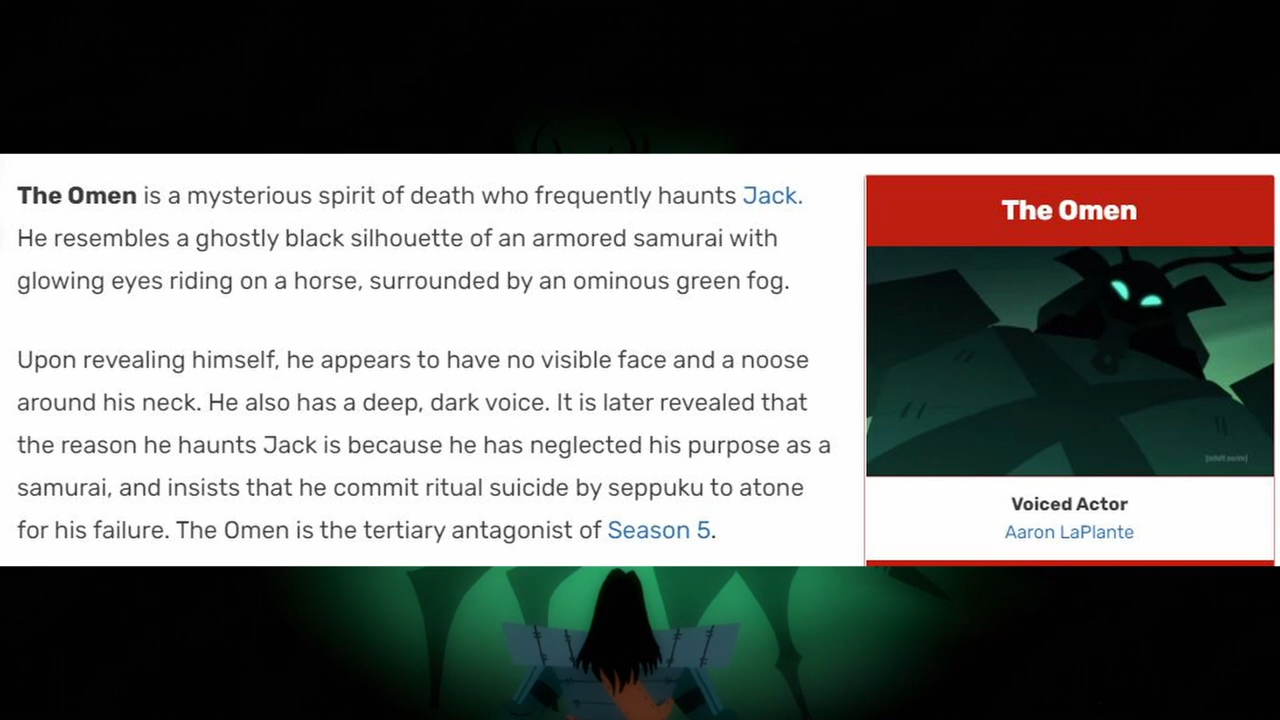 The Omen is a mysterious spirit of death who frequently haunts Jack.
He resembles a ghostly black silhouette of an armored samurai with
glowing eyes riding on a horse, surrounded by an ominous green fog.
Upon revealing himself, he appears to have no visible face and a noose
around his neck. He also has a deep, dark voice. It is later revealed that
the reason he haunts Jack is because he has neglected his purpose as a
samurai, and insists that he commit ritual suicide by seppuku to atone
for his failure. The Omen is the tertiary antagonist of Season 5.
The Omen
[adult swim]
Voiced Actor
Aaron LaPlante